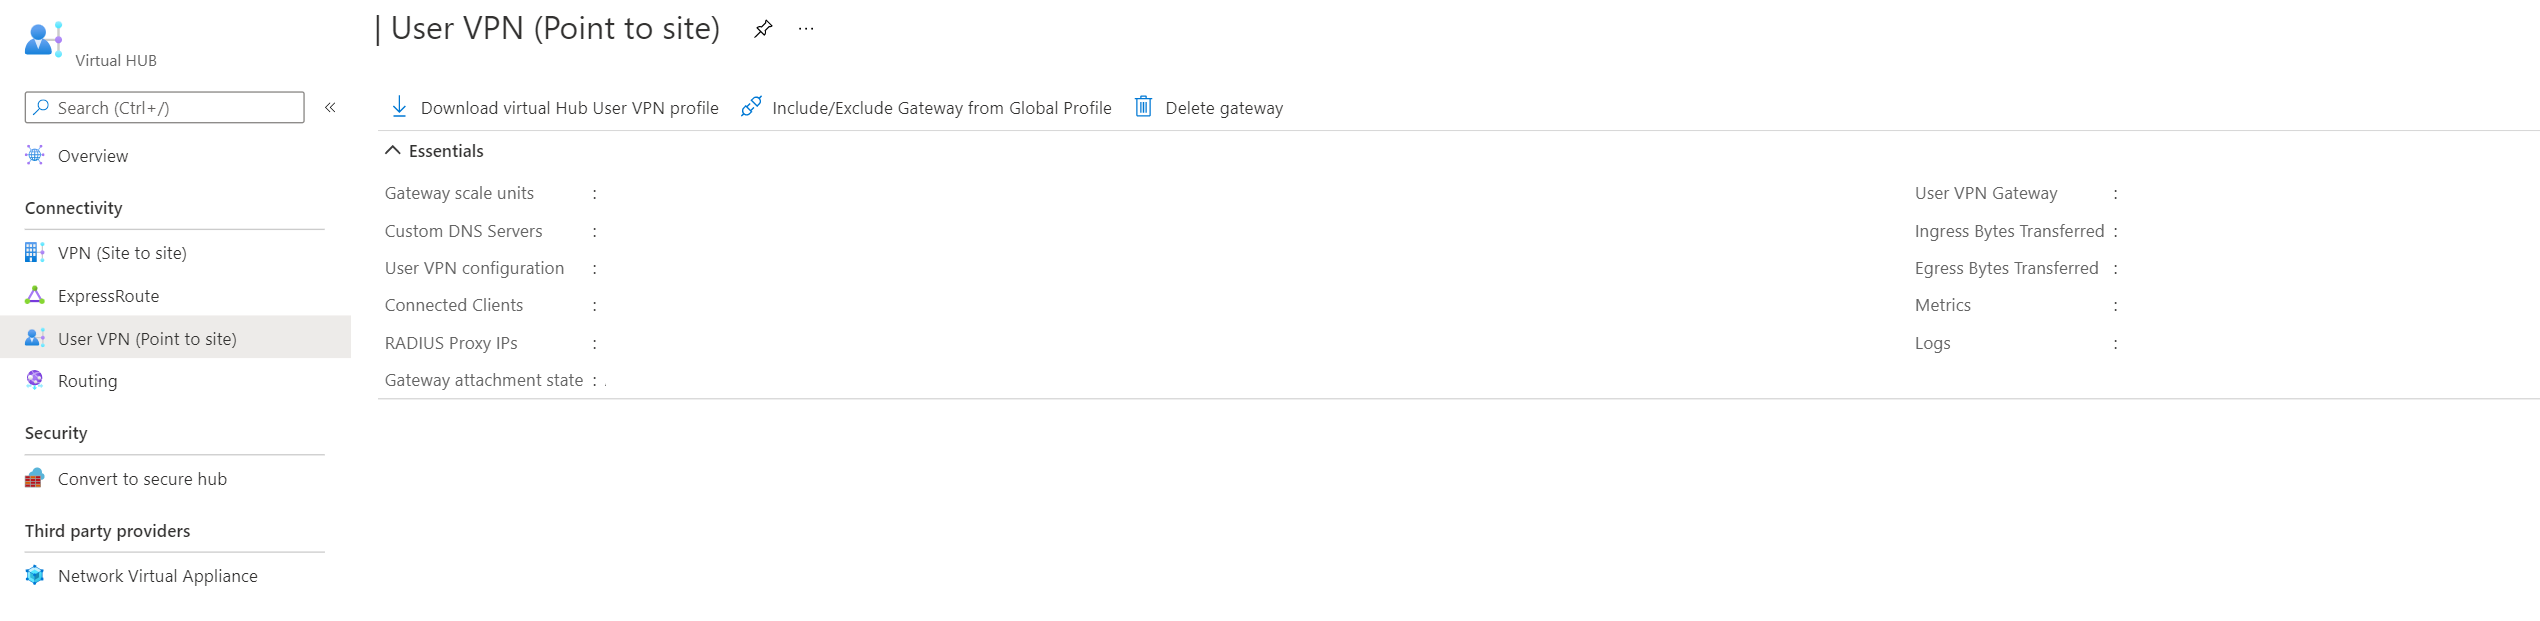 | User VPN (Point to site) ...
Virtual HUB
Search (Ctrl+/) «
Overview
Connectivity
VPN (Site to site)
ExpressRoute
User VPN (Point to site)
Routing
Security
Convert to secure hub
Third party providers
Network Virtual Appliance
Download virtual Hub User VPN profile Include/Exclude Gateway from Global Profile Delete gateway
Essentials
Gateway scale units :
Custom DNS Servers :
User VPN configuration :
Connected Clients :
RADIUS Proxy IPs :
Gateway attachment state : .
User VPN Gateway :
Ingress Bytes Transferred :
Egress Bytes Transferred :
Metrics :
Logs :